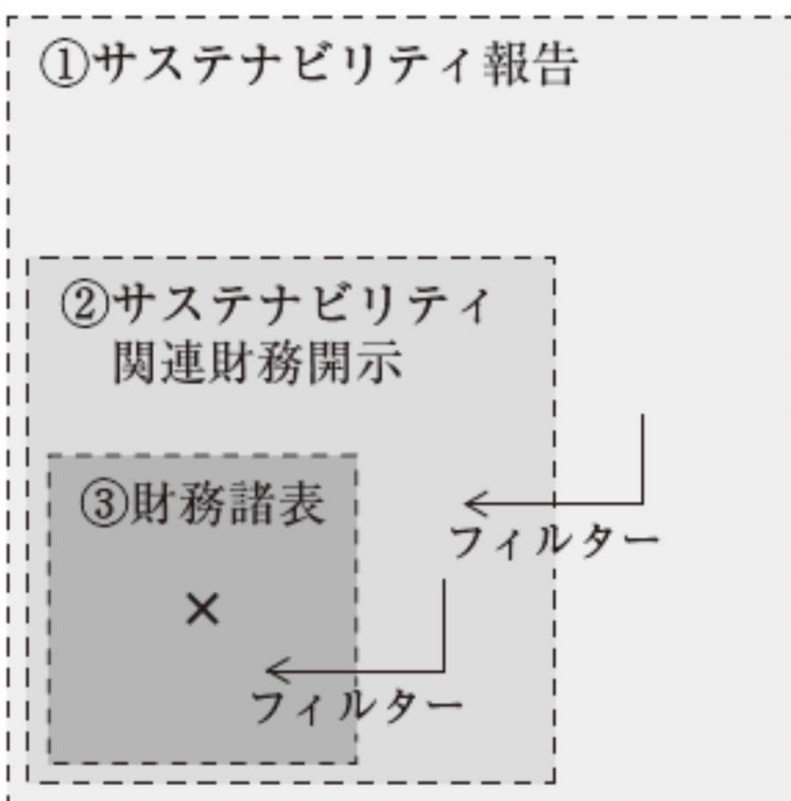 ①サステナビリティ報告
②サステナビリティ
関連財務開示
③財務諸表
フィルター
×
フィルター